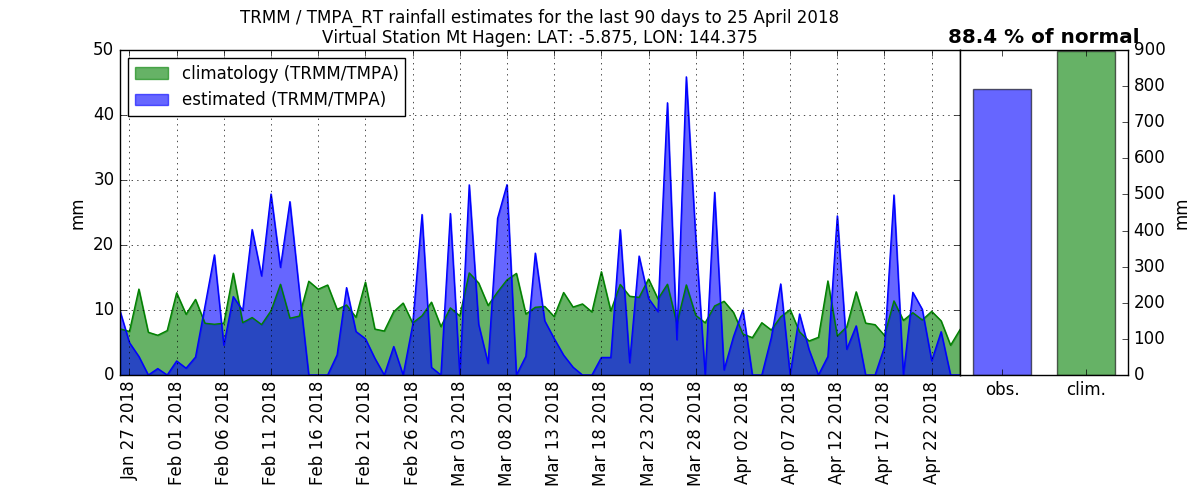 TRMM / TMPA_RT rainfall estimates for the last 90 days to 25 April 2018
Virtual Station Mt Hagen: LAT: -5.875, LON: 144.375
88.4 % of normal
climatology (TRMM/TMPA)
estimated (TRMM/TMPA)
50
40
30
20
10
0
mm
900
800
700
600
500
400
300
200
100
0
mm
Jan 27 2018
Feb 01 2018
Feb 06 2018
Feb 11 2018
Feb 16 2018
Feb 21 2018
Feb 26 2018
Mar 03 2018
Mar 08 2018
Mar 13 2018
Mar 18 2018
Mar 23 2018
Mar 28 2018
Apr 02 2018
Apr 07 2018
Apr 12 2018
Apr 17 2018
Apr 22 2018
obs.
clim.